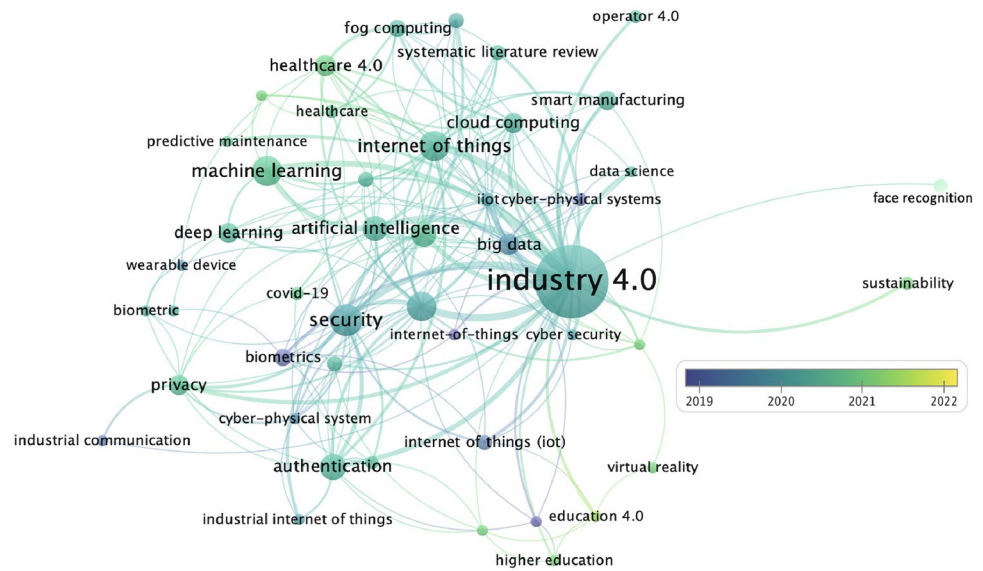 operator 4.0
fog computing
systematic literature review
healthcare 4.0
smart manufacturing
healthcare
cloud computing
predictive maintenance
internet of things
machine learning
data science
iiot
cyber-physical systems
face recognition
deep learning
artificial intelligence
big data
wearable device
industry 4.0
sustainability
covid-19
biometric
security
internet-of-things
cyber security
biometrics
privacy
2019
2020
2021
2022
cyber-physical system
industrial communication
internet of things (iot)
authentication
virtual reality
industrial internet of things
education 4.0
higher education